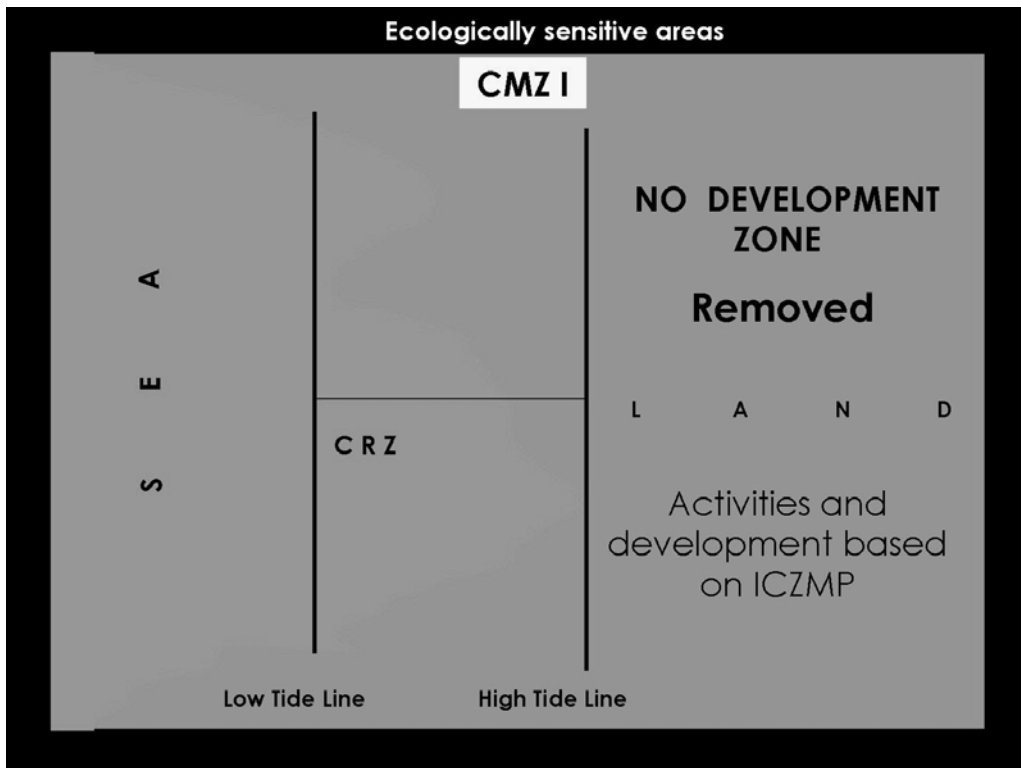 Ecologically sensitive areas
CMZ I
NO DEVELOPMENT
ZONE
Removed
SEA
L A N D
C R Z
Activities and
development based
on ICZMP
Low Tide Line
High Tide Line